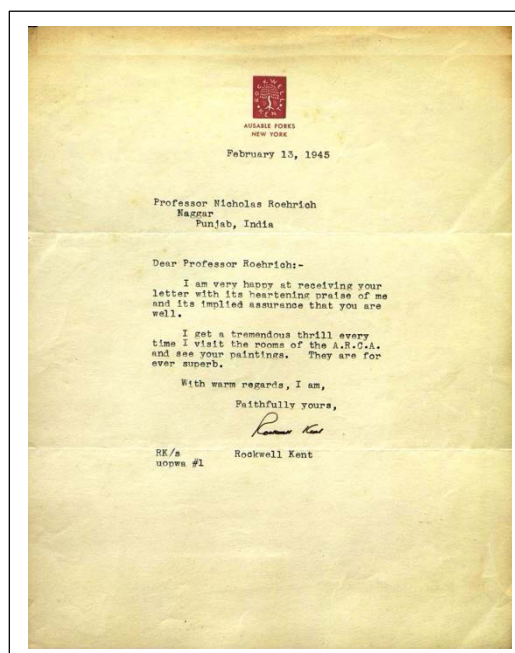 ROCKWELL KENT
AUSABLE FORKS
NEW YORK
February 13, 1945
Professor Nicholas Roehrich
Naggar
Punjab, India
Dear Professor Roehrich:-
I am very happy at receiving your
letter with its heartening praise of me
and its implied assurance that you are
well.
I get a tremendous thrill every
time I visit the rooms of the A.R.C.A.
and see your paintings. They are for
ever superb.
With warm regards, I am,
Faithfully yours,
Rockwell Kent
RK/s Rockwell Kent
uopwa #1